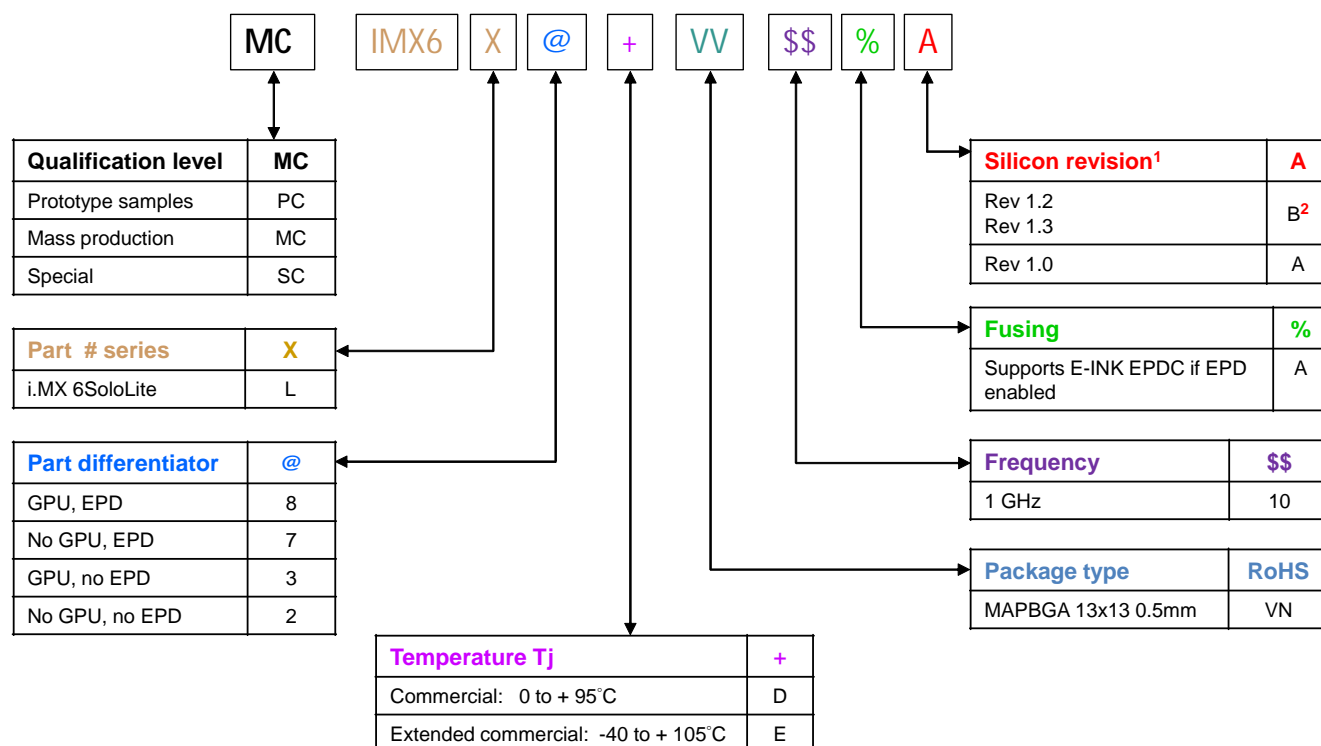 MC IMX6 X @ + VV $$ % A
Qualification level MC
Prototype samples PC
Mass production MC
Special SC
Part # series X
i.MX 6SoloLite L
Part differentiator @
GPU, EPD 8
No GPU, EPD 7
GPU, no EPD 3
No GPU, no EPD 2
Temperature Tj +
Commercial: 0 to + 95°C D
Extended commercial: -40 to + 105°C E
Silicon revision¹ A
Rev 1.2
Rev 1.3
B²
Rev 1.0 A
Fusing %
Supports E-INK EPDC if EPD A
enabled
Frequency $$
1 GHz 10
Package type RoHS
MAPBGA 13x13 0.5mm VN